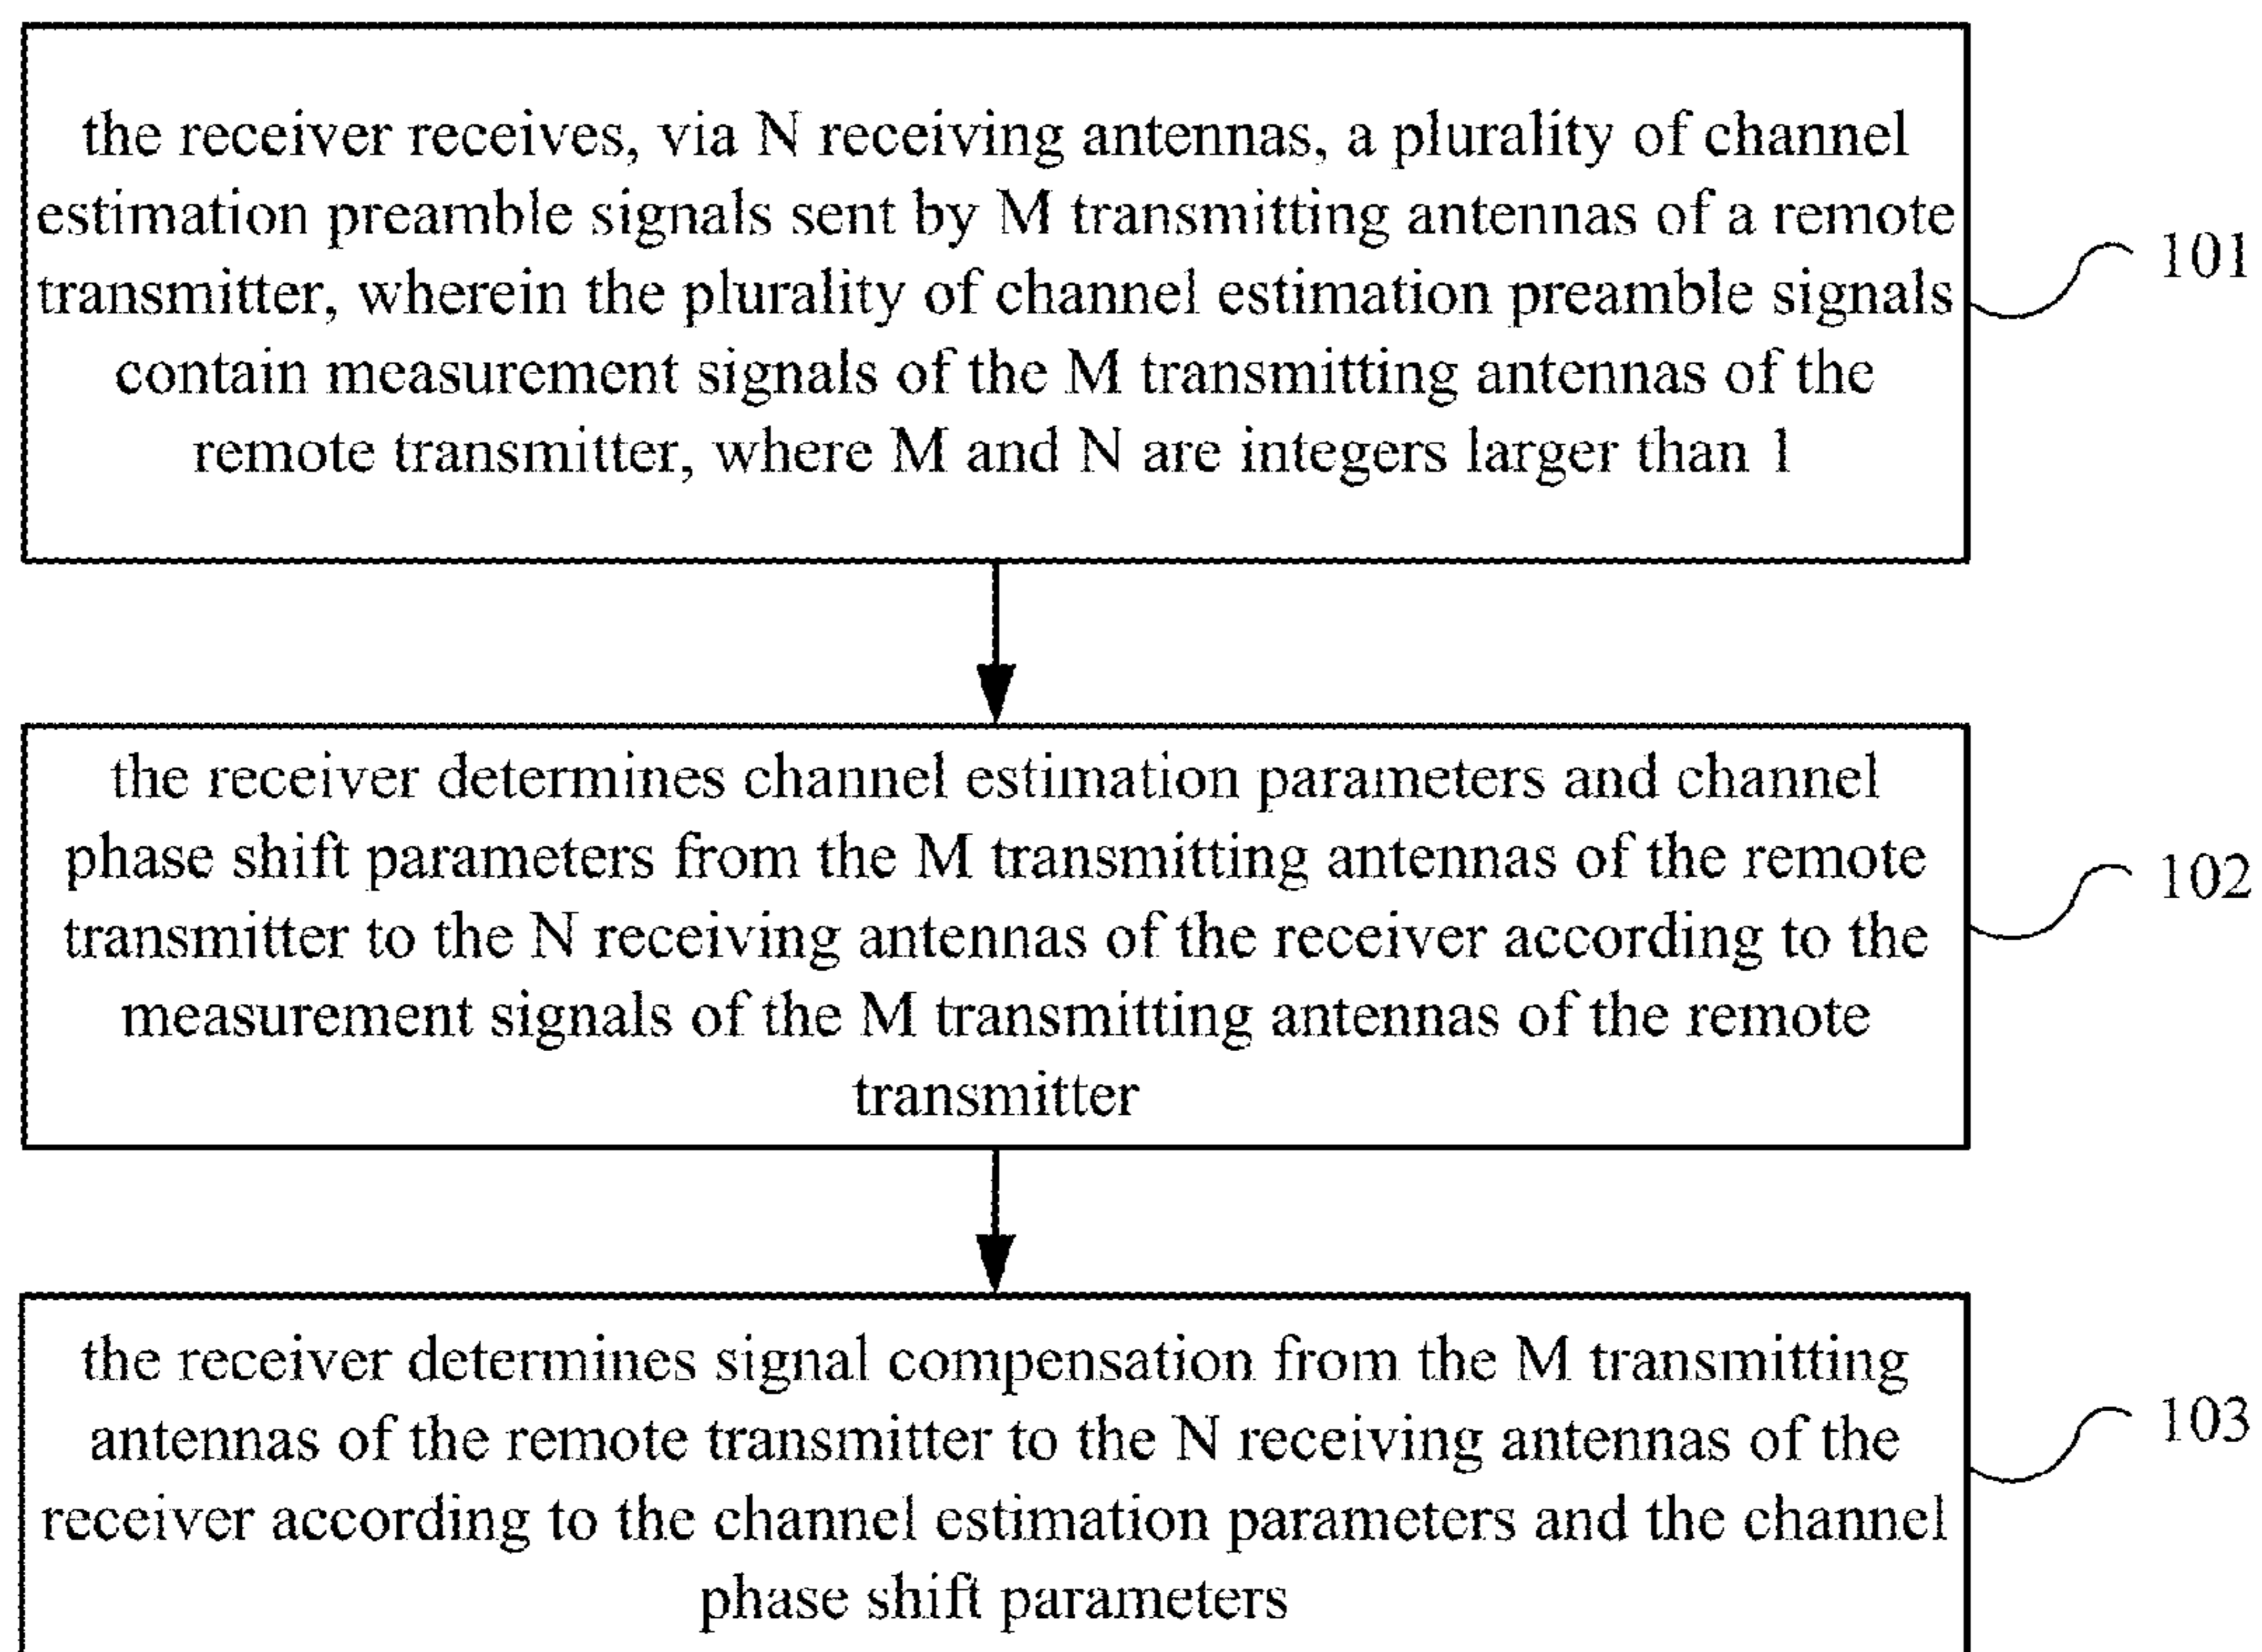 the receiver receives, via N receiving antennas, a plurality of channel
estimation preamble signals sent by M transmitting antennas of a remote
transmitter, wherein the plurality of channel estimation preamble signals
contain measurement signals of the M transmitting antennas of the
remote transmitter, where M and N are integers larger than 1
101
the receiver determines channel estimation parameters and channel
phase shift parameters from the M transmitting antennas of the remote
transmitter to the N receiving antennas of the receiver according to the
measurement signals of the M transmitting antennas of the remote
transmitter
102
the receiver determines signal compensation from the M transmitting
antennas of the remote transmitter to the N receiving antennas of the
receiver according to the channel estimation parameters and the channel
phase shift parameters
103